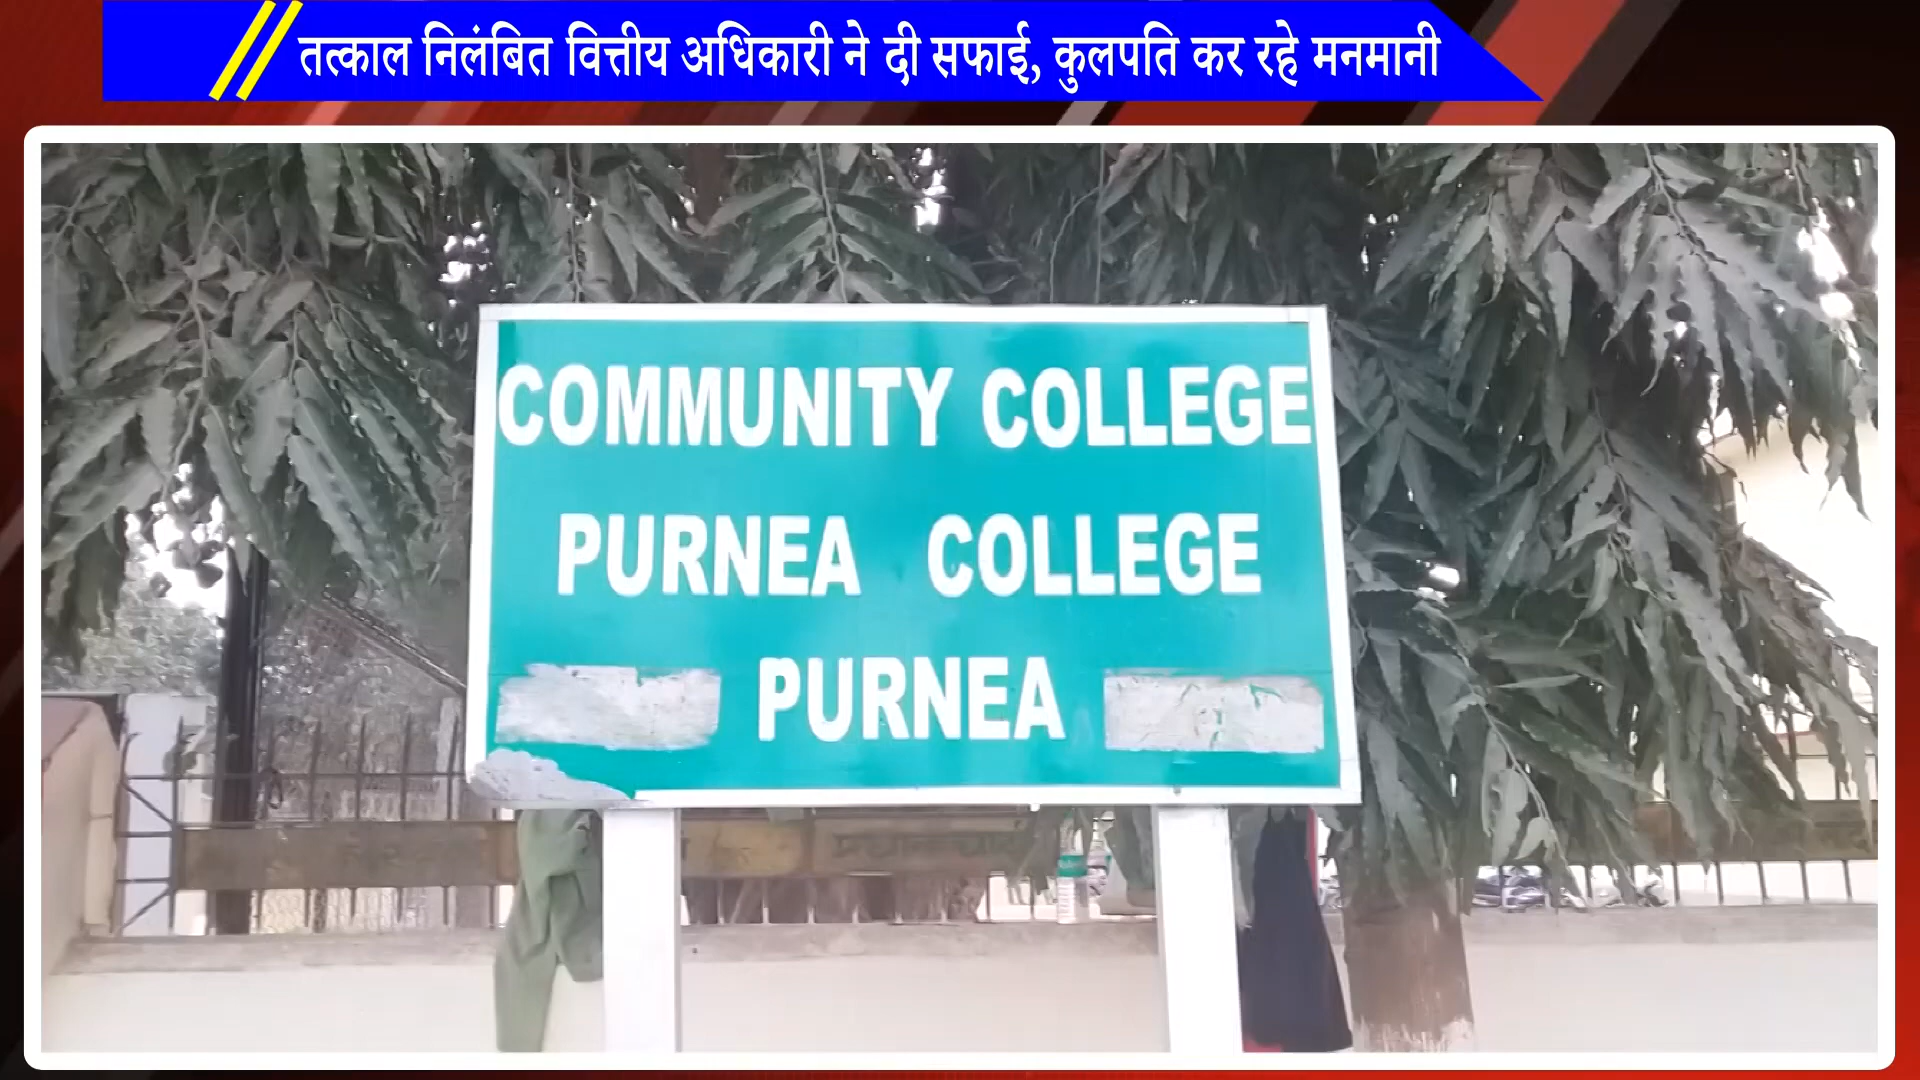 तत्काल निलंबित वित्तीय अधिकारी ने दी सफाई, कुलपति कर रहे मनमानी
COMMUNITY COLLEGE
PURNEA COLLEGE
PURNEA